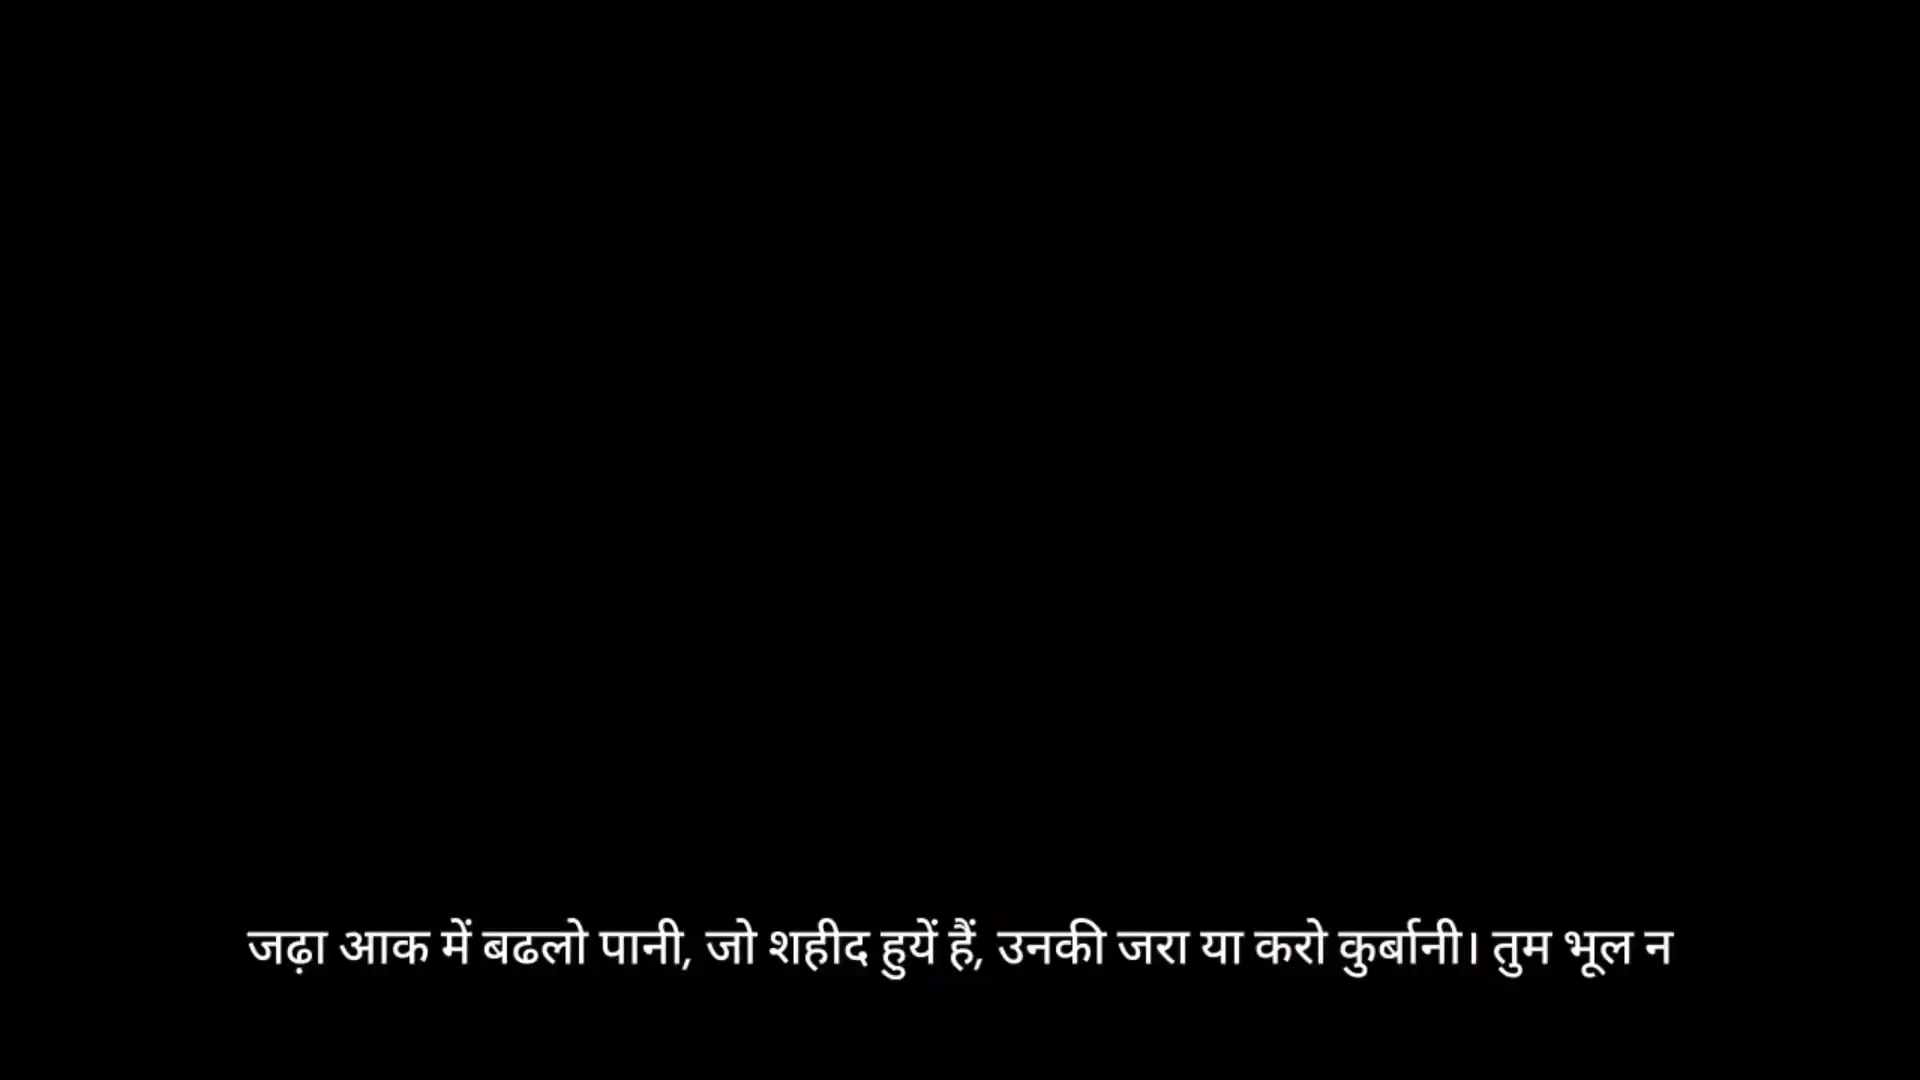 जढ़ा आक में बढलो पानी, जो शहीद हुयें हैं, उनकी जरा या करो कुर्बानी। तुम भूल न